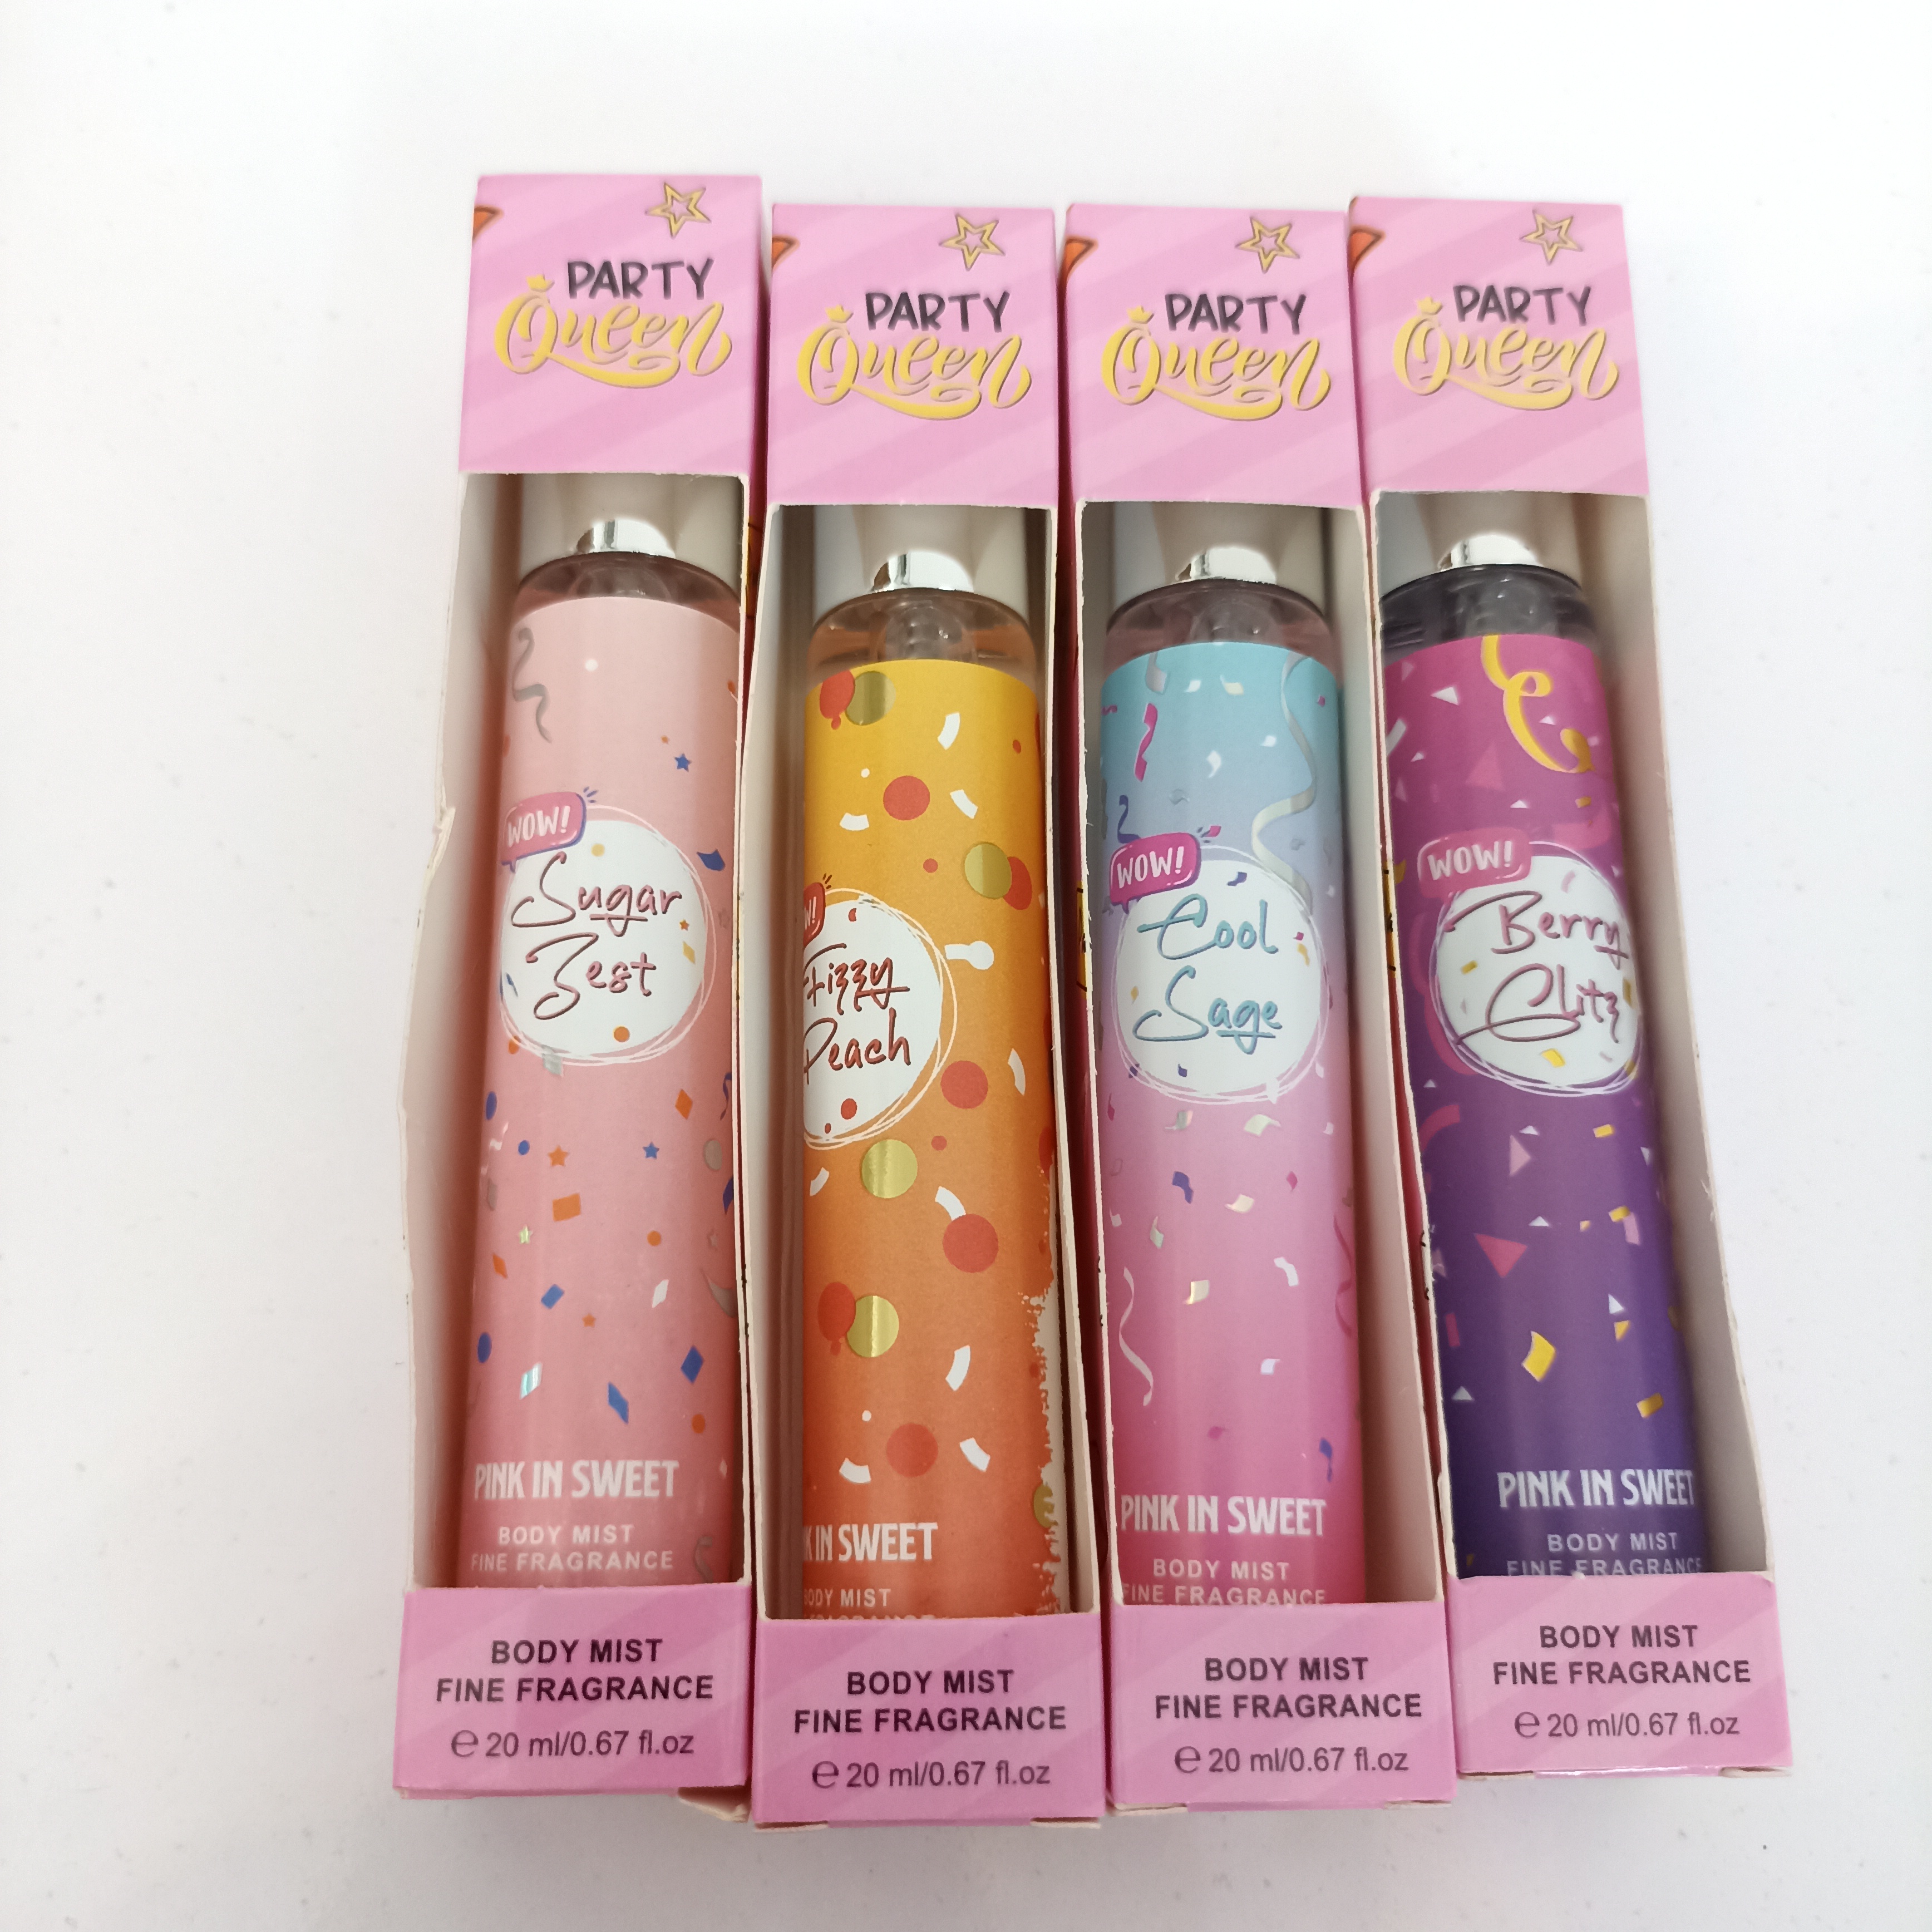 PARTY
Queen
WOW!
Sugar
Zest
PINK IN SWEET
BODY MIST
FINE FRAGRANCE
BODY MIST
FINE FRAGRANCE
℮ 20 ml/0.67 fl.oz
PARTY
Queen
Fizzy
Peach
IN SWEET
BODY MIST
BODY MIST
FINE FRAGRANCE
℮ 20 ml/0.67 fl.oz
PARTY
Queen
WOW!
Cool
Sage
PINK IN SWEET
BODY MIST
FINE FRAGRANCE
BODY MIST
FINE FRAGRANCE
℮ 20 ml/0.67 fl.oz
PARTY
Queen
WOW!
Berry
Glitz
PINK IN SWEET
BODY MIST
FINE FRAGRANCE
BODY MIST
FINE FRAGRANCE
℮ 20 ml/0.67 fl.oz